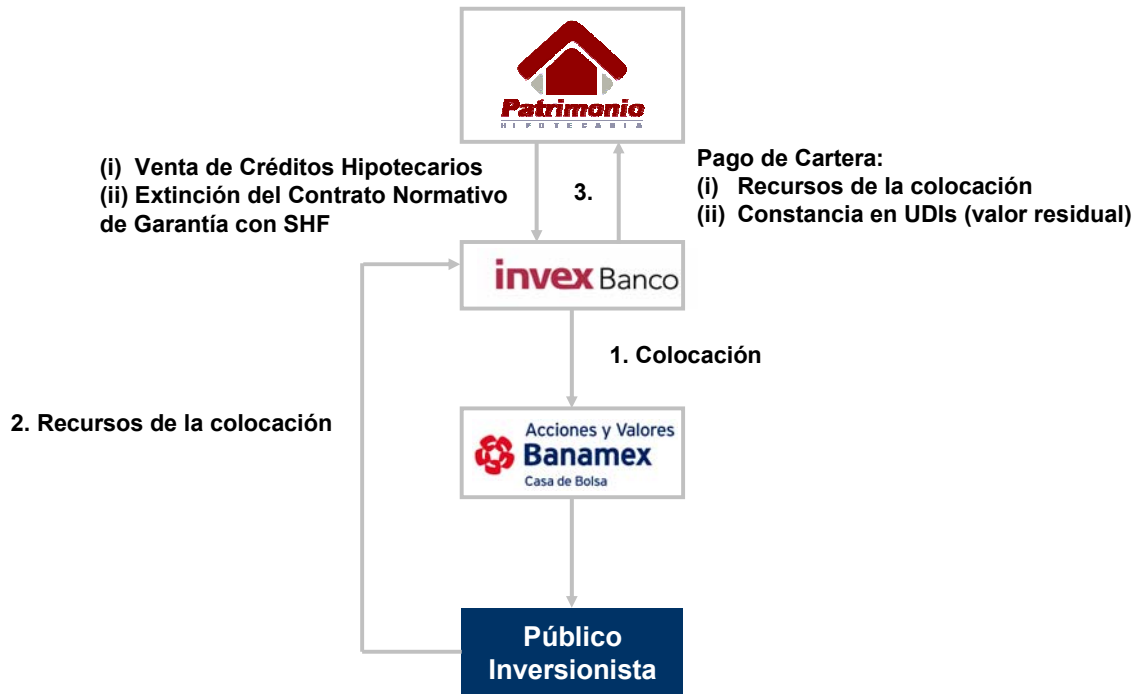 Patrimonio
HIPOTECARIA
(i) Venta de Créditos Hipotecarios
(ii) Extinción del Contrato Normativo
de Garantía con SHF
3.
Pago de Cartera:
(i) Recursos de la colocación
(ii) Constancia en UDIs (valor residual)
invex Banco
1. Colocación
2. Recursos de la colocación
Acciones y Valores
Banamex
Casa de Bolsa
Público
Inversionista